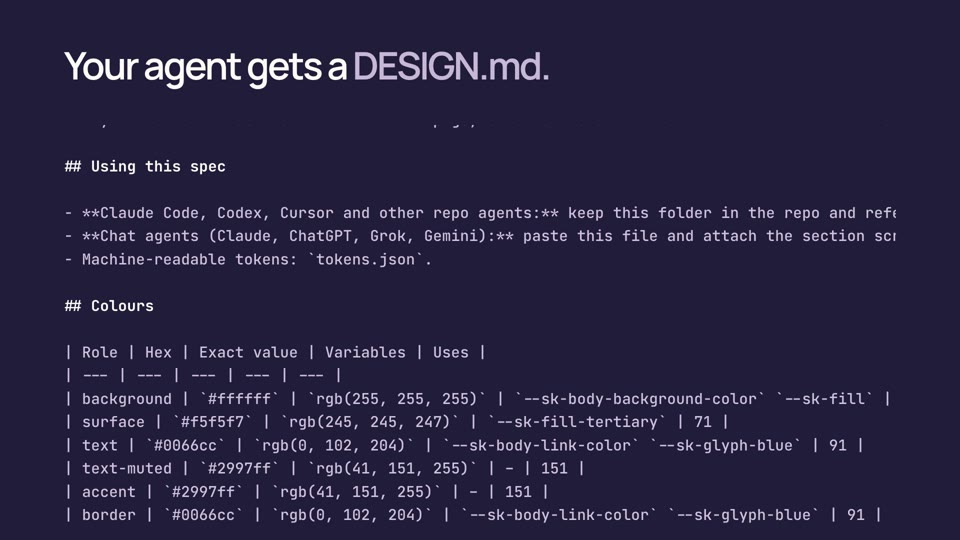 Your agent gets a DESIGN.md.
## Using this spec
- **Claude Code, Codex, Cursor and other repo agents:** keep this folder in the repo and
- **Chat agents (Claude, ChatGPT, Grok, Gemini):** paste this file and attach the section
- Machine-readable tokens: `tokens.json`.
## Colours
| Role | Hex | Exact value | Variables | Uses |
| --- | --- | --- | --- | --- |
| background | `#ffffff` | `rgb(255, 255, 255)` | `--sk-body-background-color` `--sk-fill` |
| surface | `#f5f5f7` | `rgb(245, 245, 247)` | `--sk-fill-tertiary` | 71 |
| text | `#0066cc` | `rgb(0, 102, 204)` | `--sk-body-link-color` `--sk-glyph-blue` | 91 |
| text-muted | `#2997ff` | `rgb(41, 151, 255)` | – | 151 |
| accent | `#2997ff` | `rgb(41, 151, 255)` | – | 151 |
| border | `#0066cc` | `rgb(0, 102, 204)` | `--sk-body-link-color` `--sk-glyph-blue` | 91 |